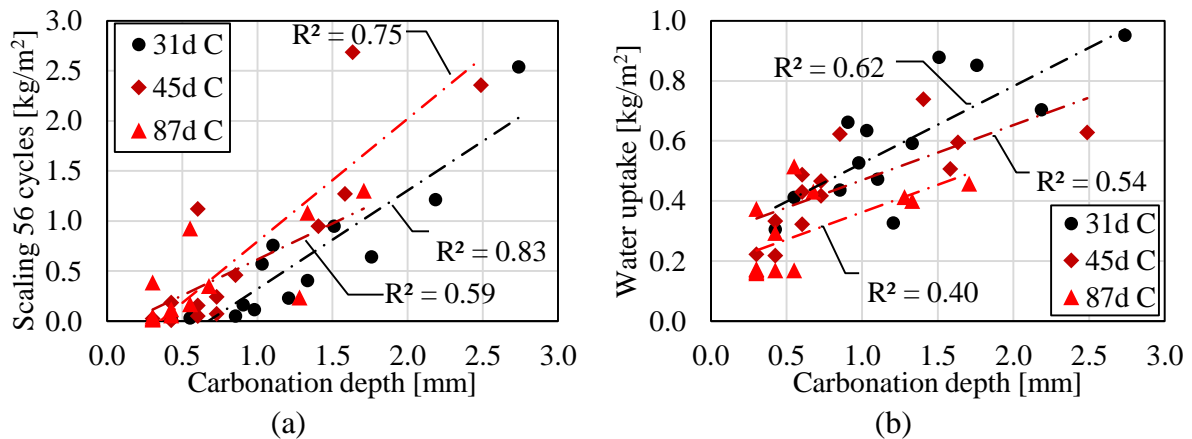 Scaling 56 cycles [kg/m²]
3.0
2.5
2.0
1.5
1.0
0.5
0.0
31d C
45d C
87d C
R² = 0.75
R² = 0.83
R² = 0.59
0.0 0.5 1.0 1.5 2.0 2.5 3.0
Carbonation depth [mm]
(a)
Water uptake [kg/m²]
1.0
0.8
0.6
0.4
0.2
0.0
R² = 0.62
R² = 0.54
R² = 0.40
31d C
45d C
87d C
0.0 0.5 1.0 1.5 2.0 2.5 3.0
Carbonation depth [mm]
(b)